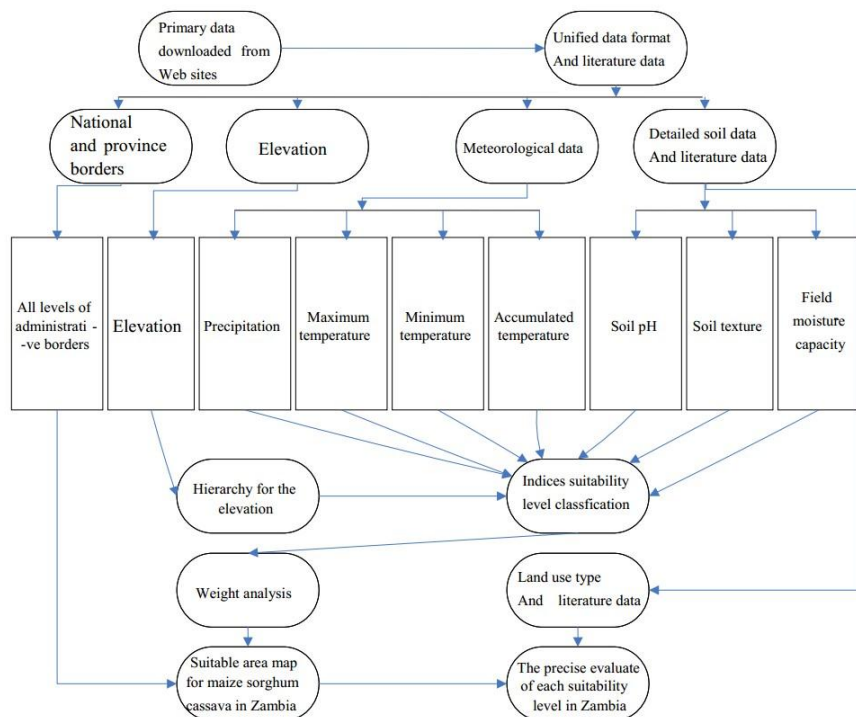 Primary data
downloaded from
Web sites
Unified data format
And literature data
National
and province
borders
Elevation
Meteorological data
Detailed soil data
And literature data
All levels of
administrati -
-ve borders
Elevation
Precipitation
Maximum
temperature
Minimum
temperature
Accumulated
temperature
Soil pH
Soil texture
Field
moisture
capacity
Hierarchy for the
elevation
Indices suitability
level classfication
Weight analysis
Land use type
And literature data
Suitable area map
for maize sorghum
cassava in Zambia
The precise evaluate
of each suitability
level in Zambia